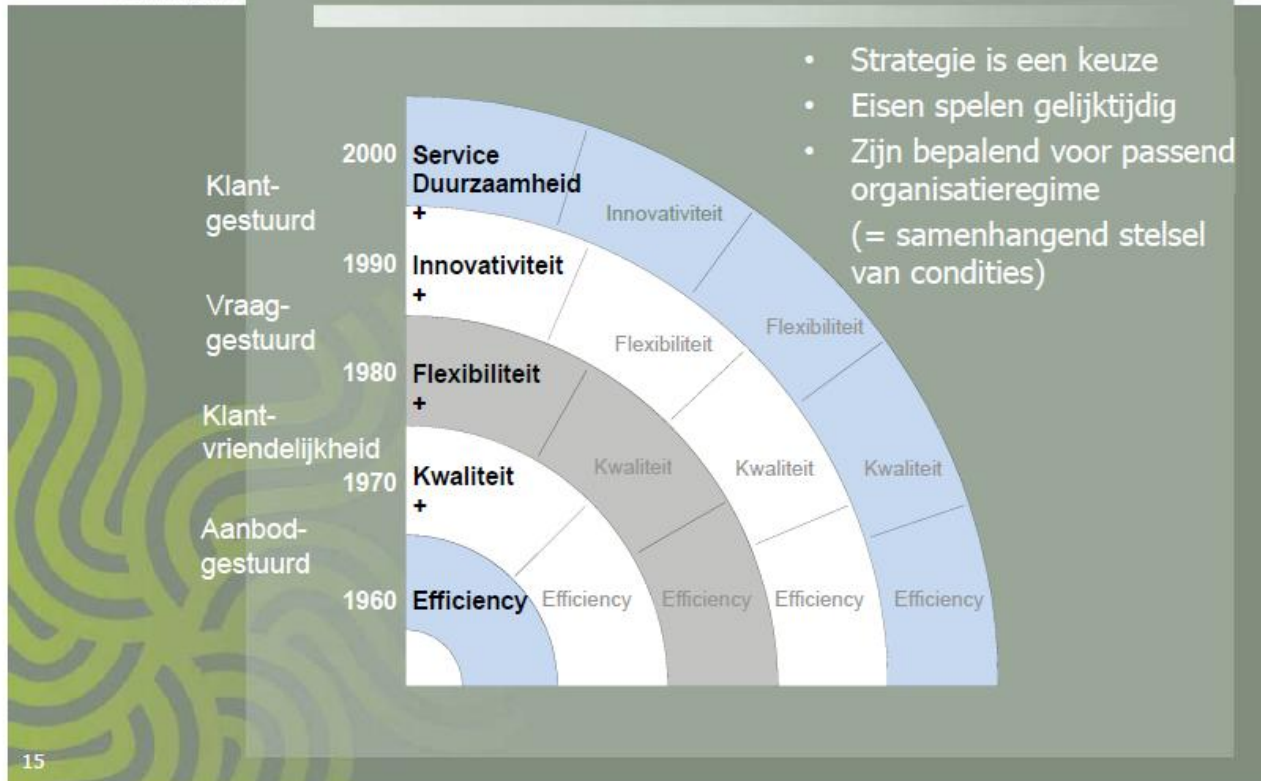 • Strategie is een keuze
• Eisen spelen gelijktijdig
• Zijn bepalend voor passend
organisatieregime
(= samenhangend stelsel
van condities)
Klant-
gestuurd
Vraag-
gestuurd
Klant-
vriendelijkheid
Aanbod-
gestuurd
2000
Service
Duurzaamheid
+
Innovativiteit
Flexibiliteit
Kwaliteit
Efficiency
1990
Innovativiteit
+
Flexibiliteit
Kwaliteit
Efficiency
1980
Flexibiliteit
+
Kwaliteit
Efficiency
1970
Kwaliteit
+
Efficiency
1960
Efficiency
15